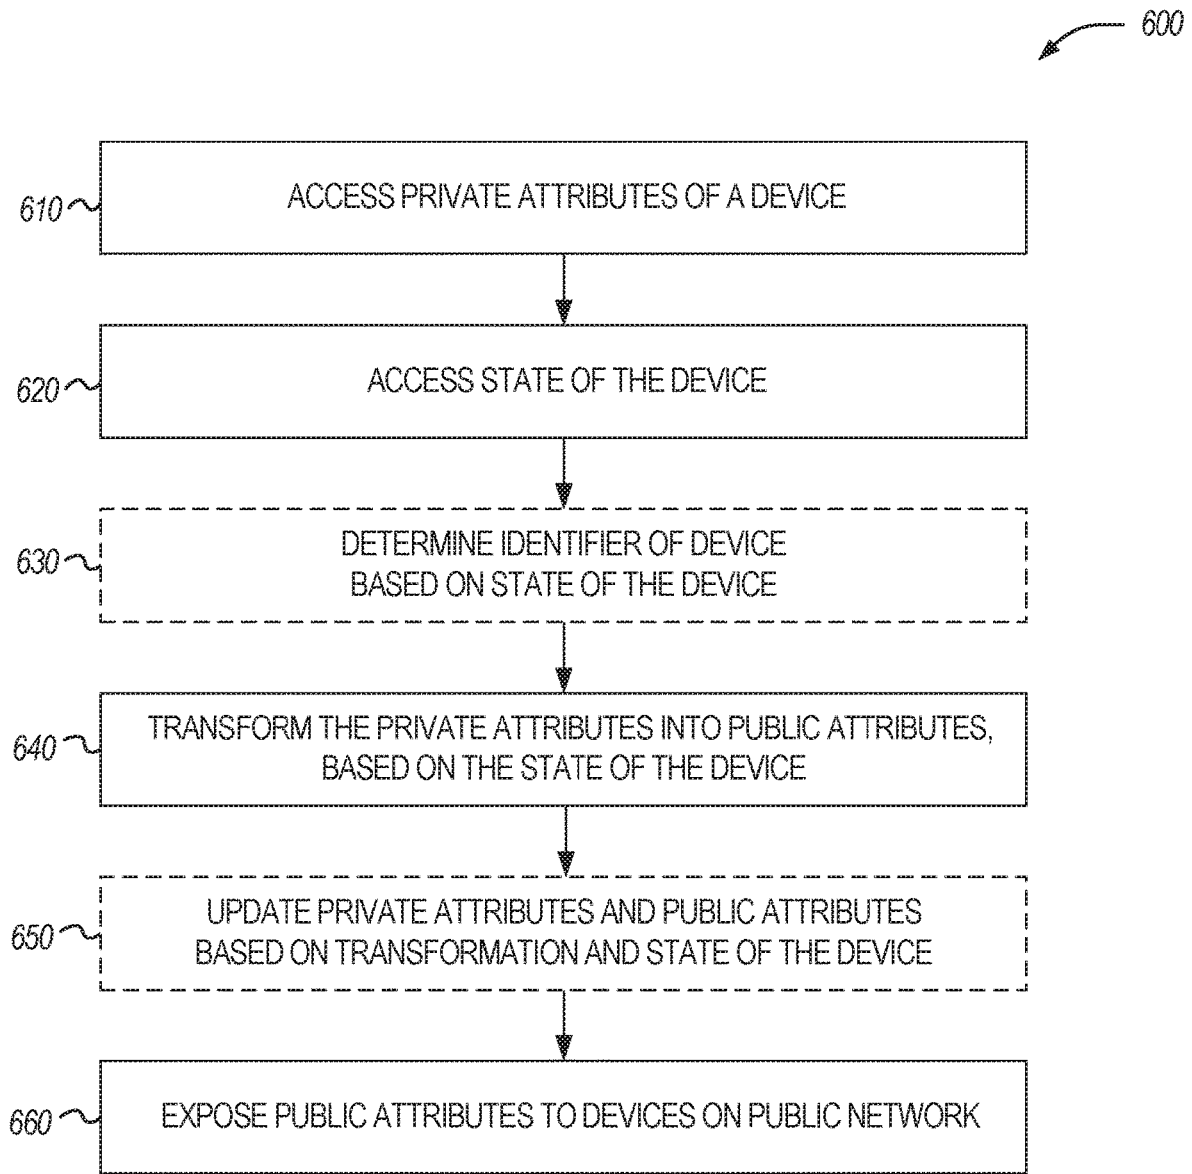 600
610
ACCESS PRIVATE ATTRIBUTES OF A DEVICE
620
ACCESS STATE OF THE DEVICE
630
DETERMINE IDENTIFIER OF DEVICE
BASED ON STATE OF THE DEVICE
640
TRANSFORM THE PRIVATE ATTRIBUTES INTO PUBLIC ATTRIBUTES,
BASED ON THE STATE OF THE DEVICE
650
UPDATE PRIVATE ATTRIBUTES AND PUBLIC ATTRIBUTES
BASED ON TRANSFORMATION AND STATE OF THE DEVICE
660
EXPOSE PUBLIC ATTRIBUTES TO DEVICES ON PUBLIC NETWORK